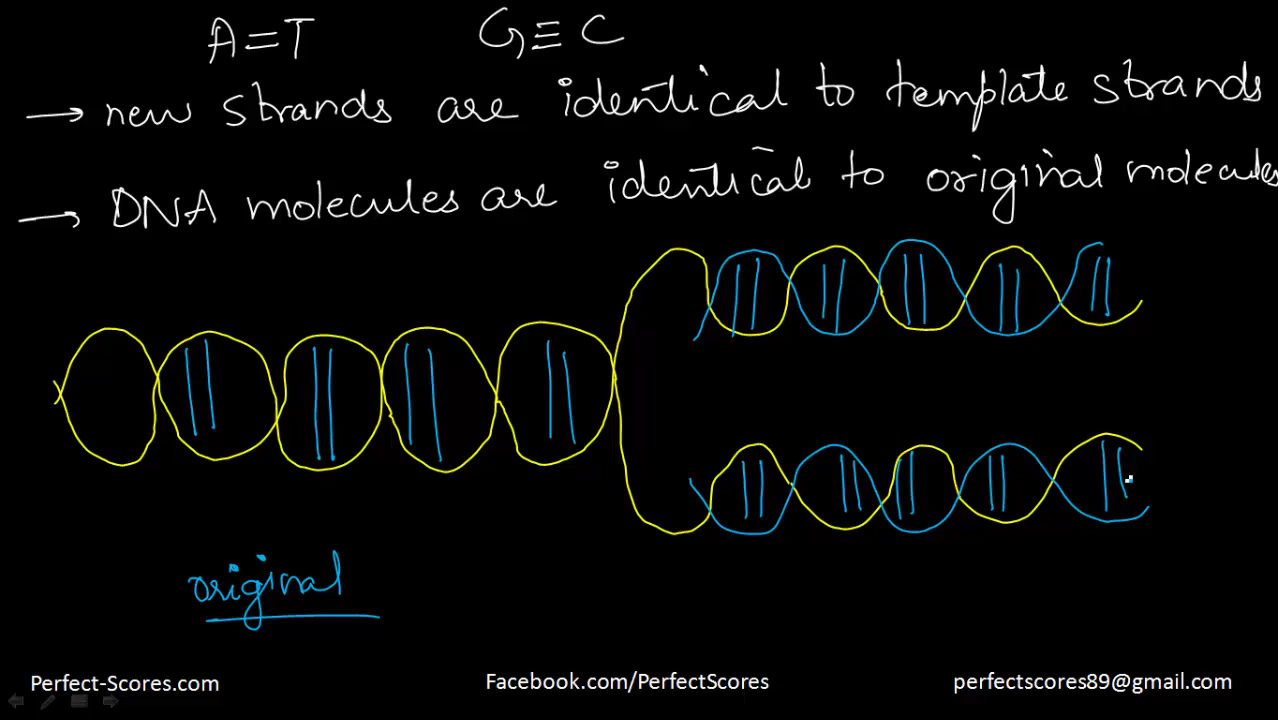 A=T G≡C
→ new strands are identical to template strands
→ DNA molecules are identical to original molecules
original
Perfect-Scores.com Facebook.com/PerfectScores perfectscores89@gmail.com